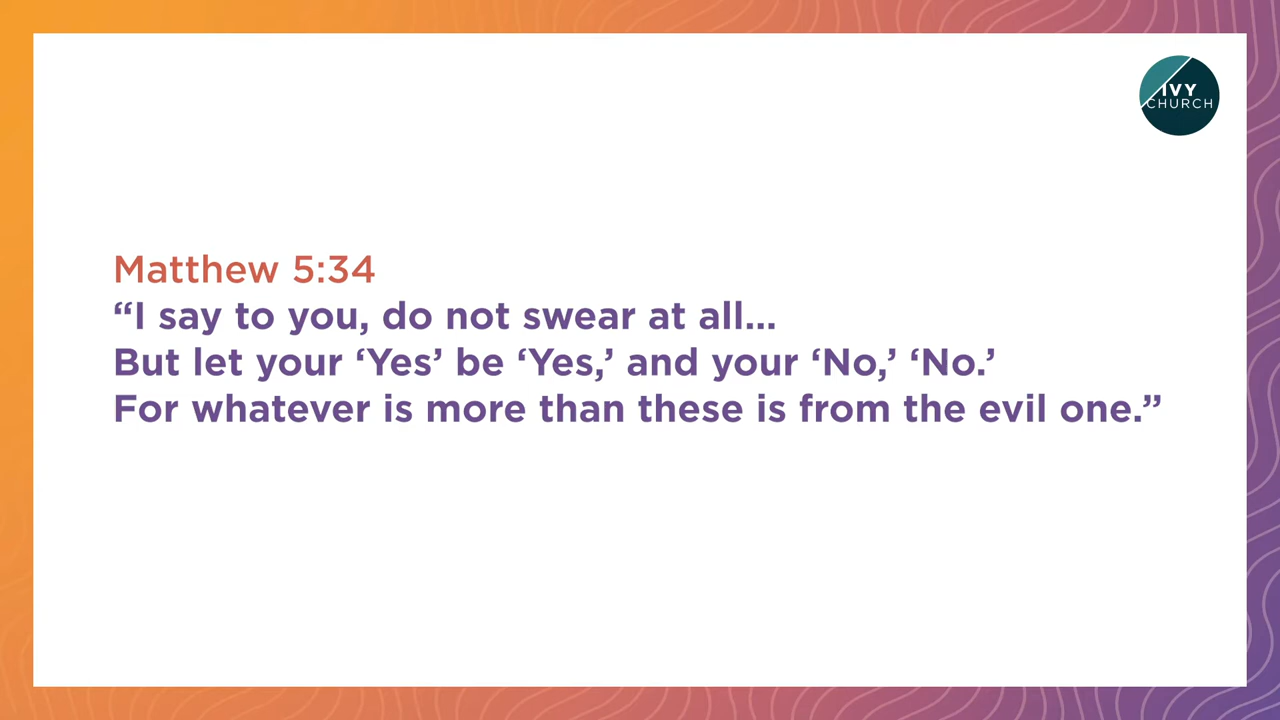 IVY
CHURCH
Matthew 5:34
“I say to you, do not swear at all...
But let your ‘Yes’ be ‘Yes,’ and your ‘No,’ ‘No.’
For whatever is more than these is from the evil one.”